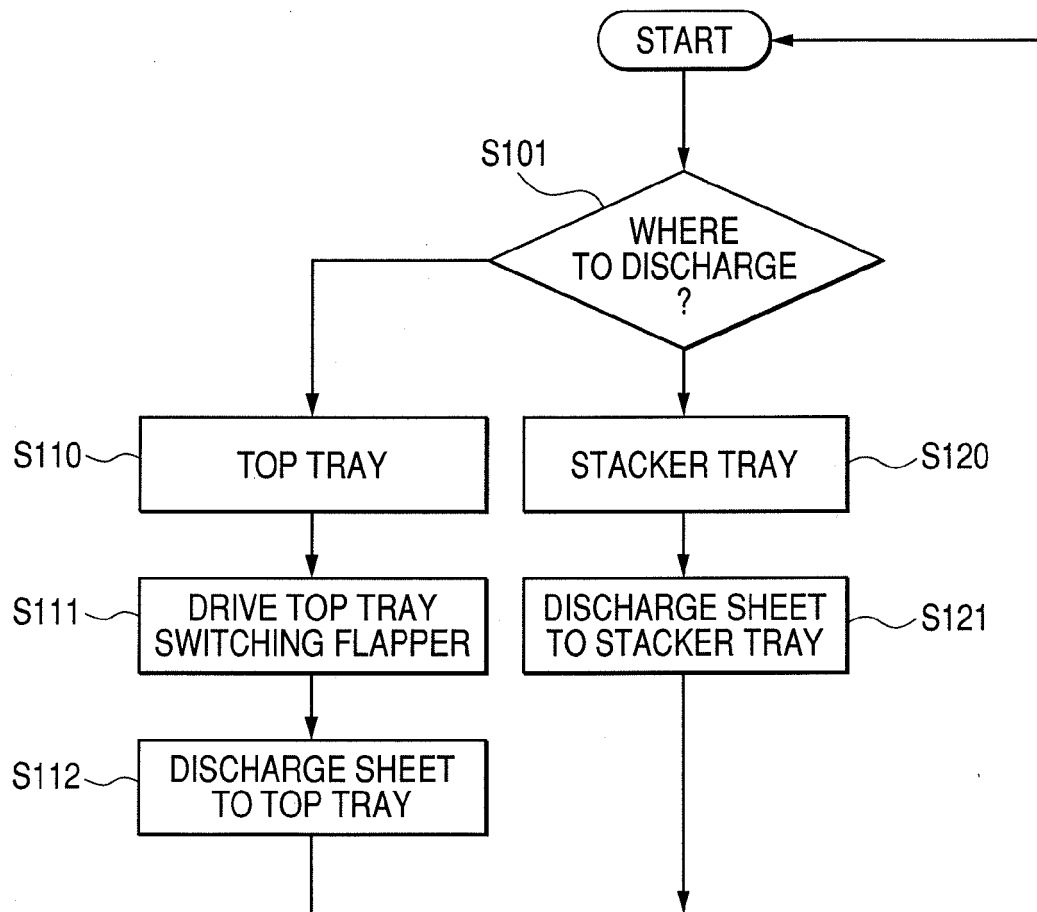 START
S101
WHERE
TO DISCHARGE
?
S110
TOP TRAY
STACKER TRAY
S120
S111
DRIVE TOP TRAY
SWITCHING FLAPPER
DISCHARGE SHEET
TO STACKER TRAY
S121
S112
DISCHARGE SHEET
TO TOP TRAY